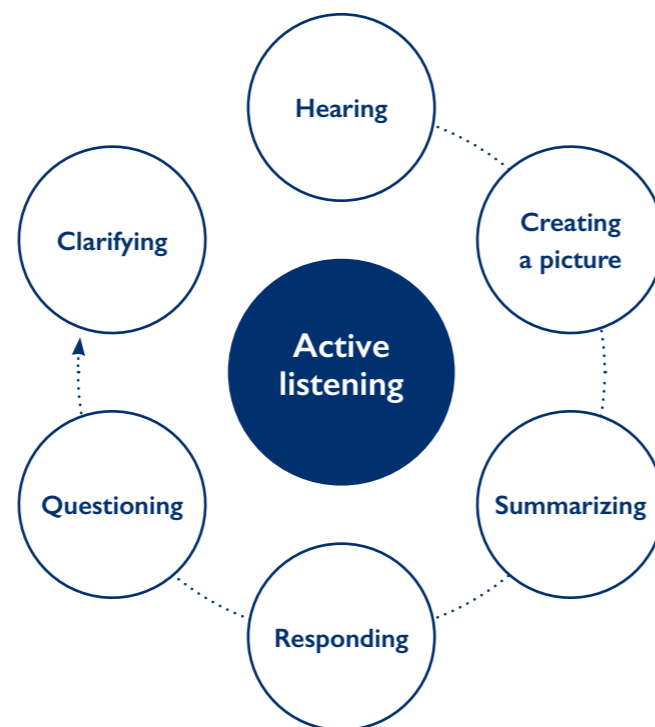 Hearing
Creating
a picture
Summarizing
Responding
Questioning
Clarifying
Active
listening